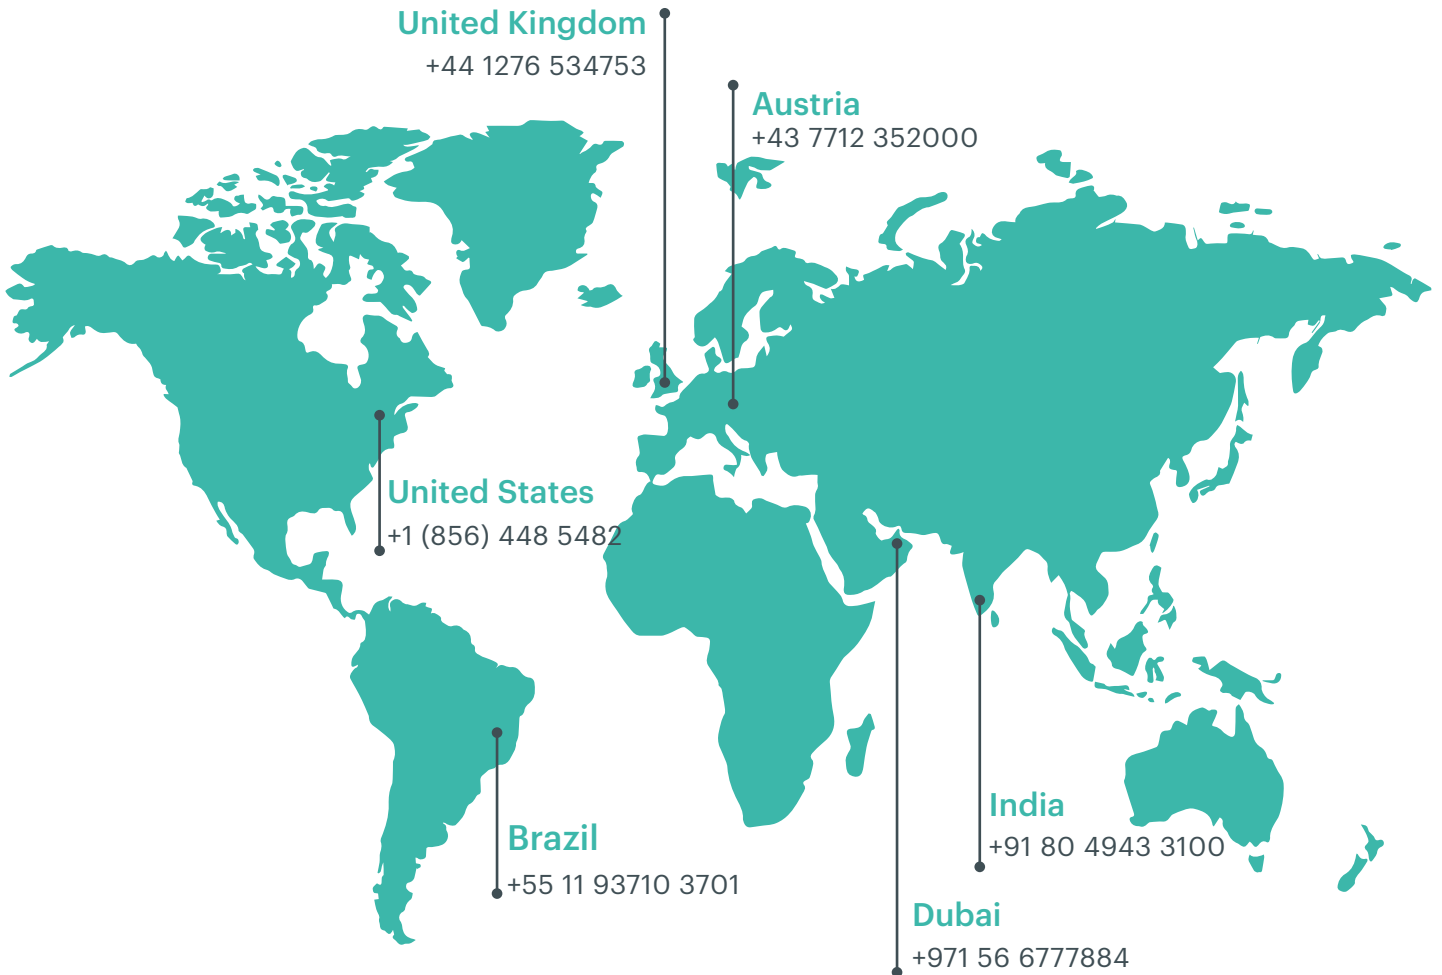 United Kingdom
+44 1276 534753
Austria
+43 7712 352000
United States
+1 (856) 448 5482
India
+91 80 4943 3100
Brazil
+55 11 93710 3701
Dubai
+971 56 6777884